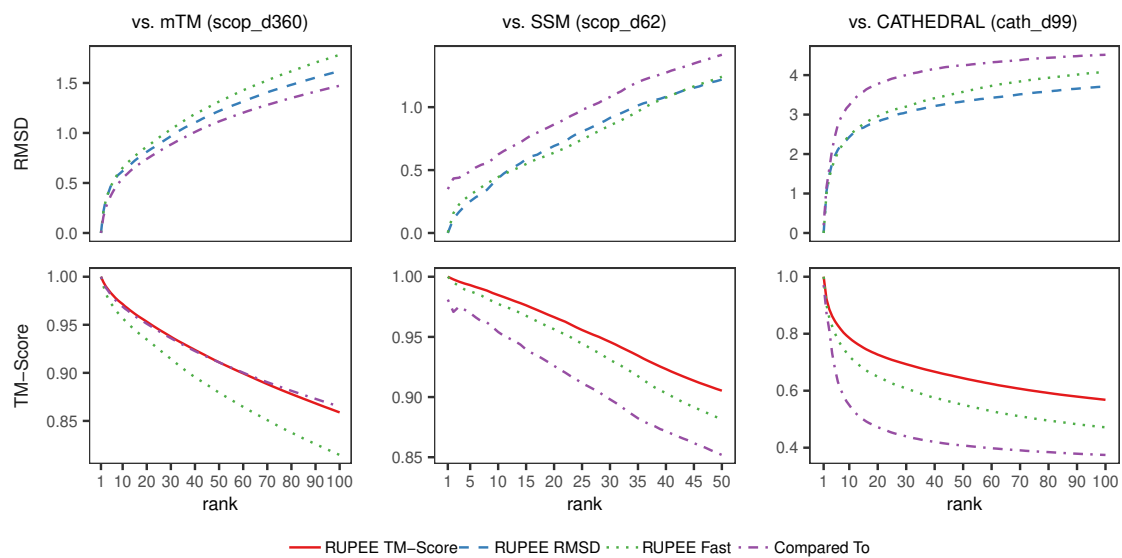 vs. mTM (scop_d360)
vs. SSM (scop_d62)
vs. CATHEDRAL (cath_d99)
RMSD
1.5
1.0
0.5
0.0
1.0
0.5
0.0
4
3
2
1
0
TM−Score
1.00
0.95
0.90
0.85
1.00
0.95
0.90
0.85
1.0
0.8
0.6
0.4
1 10 20 30 40 50 60 70 80 90 100
1 5 10 15 20 25 30 35 40 45 50
1 10 20 30 40 50 60 70 80 90 100
rank
rank
rank
RUPEE TM−Score RUPEE RMSD RUPEE Fast Compared To